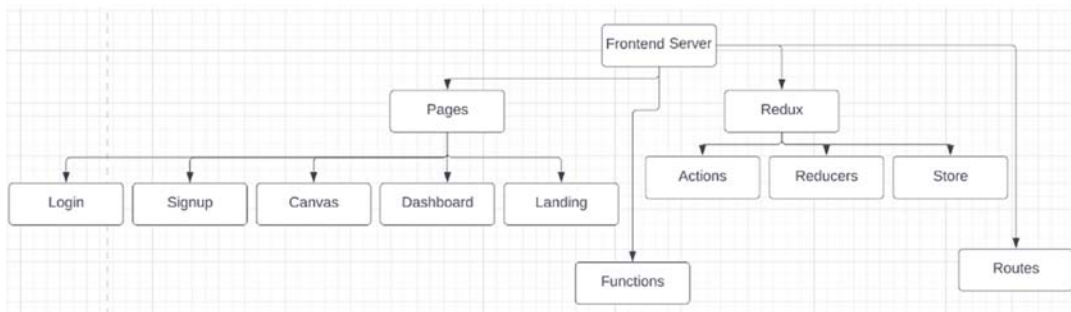 Frontend Server
Pages
Redux
Login
Signup
Canvas
Dashboard
Landing
Actions
Reducers
Store
Functions
Routes